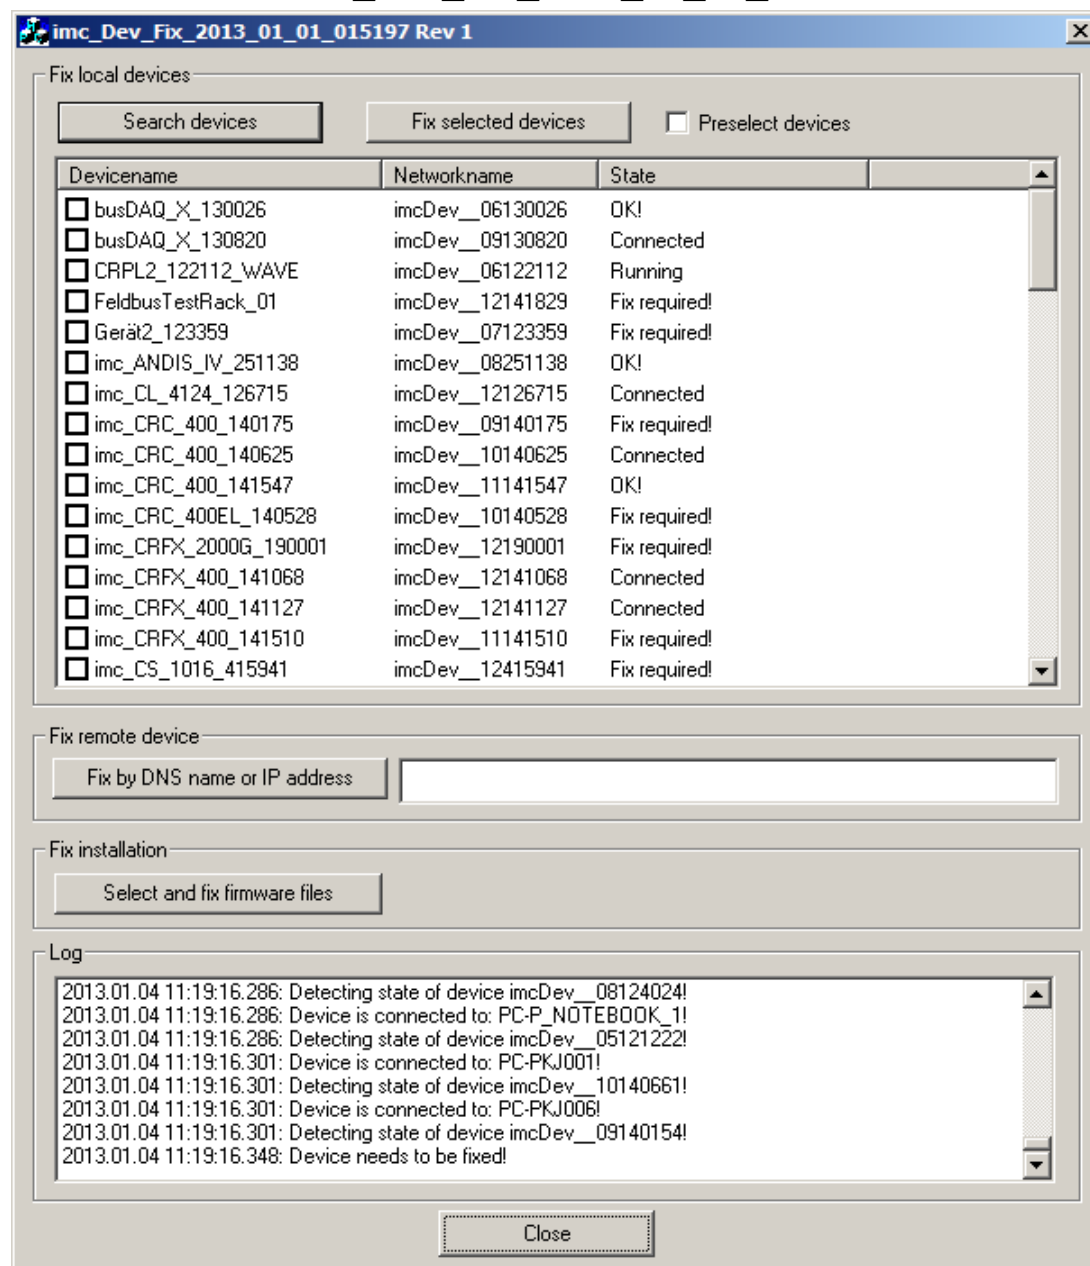 imc_Dev_Fix_2013_01_01_015197 Rev 1
Fix local devices
Search devices Fix selected devices Preselect devices
Devicename Networkname State
busDAQ_X_130026 imcDev__06130026 OK!
busDAQ_X_130820 imcDev__09130820 Connected
CRPL2_122112_WAVE imcDev__06122112 Running
FeldbusTestRack_01 imcDev__12141829 Fix required!
Gerät2_123359 imcDev__07123359 Fix required!
imc_ANDIS_IV_251138 imcDev__08251138 OK!
imc_CL_4124_126715 imcDev__12126715 Connected
imc_CRC_400_140175 imcDev__09140175 Fix required!
imc_CRC_400_140625 imcDev__10140625 Connected
imc_CRC_400_141547 imcDev__11141547 OK!
imc_CRC_400EL_140528 imcDev__10140528 Fix required!
imc_CRFX_2000G_190001 imcDev__12190001 Fix required!
imc_CRFX_400_141068 imcDev__12141068 Connected
imc_CRFX_400_141127 imcDev__12141127 Connected
imc_CRFX_400_141510 imcDev__11141510 Fix required!
imc_CS_1016_415941 imcDev__12415941 Fix required!
Fix remote device
Fix by DNS name or IP address
Fix installation
Select and fix firmware files
Log
2013.01.04 11:19:16.286: Detecting state of device imcDev__08124024!
2013.01.04 11:19:16.286: Device is connected to: PC-P_NOTEBOOK_1!
2013.01.04 11:19:16.286: Detecting state of device imcDev__05121222!
2013.01.04 11:19:16.301: Device is connected to: PC-PKJ001!
2013.01.04 11:19:16.301: Detecting state of device imcDev__10140661!
2013.01.04 11:19:16.301: Device is connected to: PC-PKJ006!
2013.01.04 11:19:16.301: Detecting state of device imcDev__09140154!
2013.01.04 11:19:16.348: Device needs to be fixed!
Close